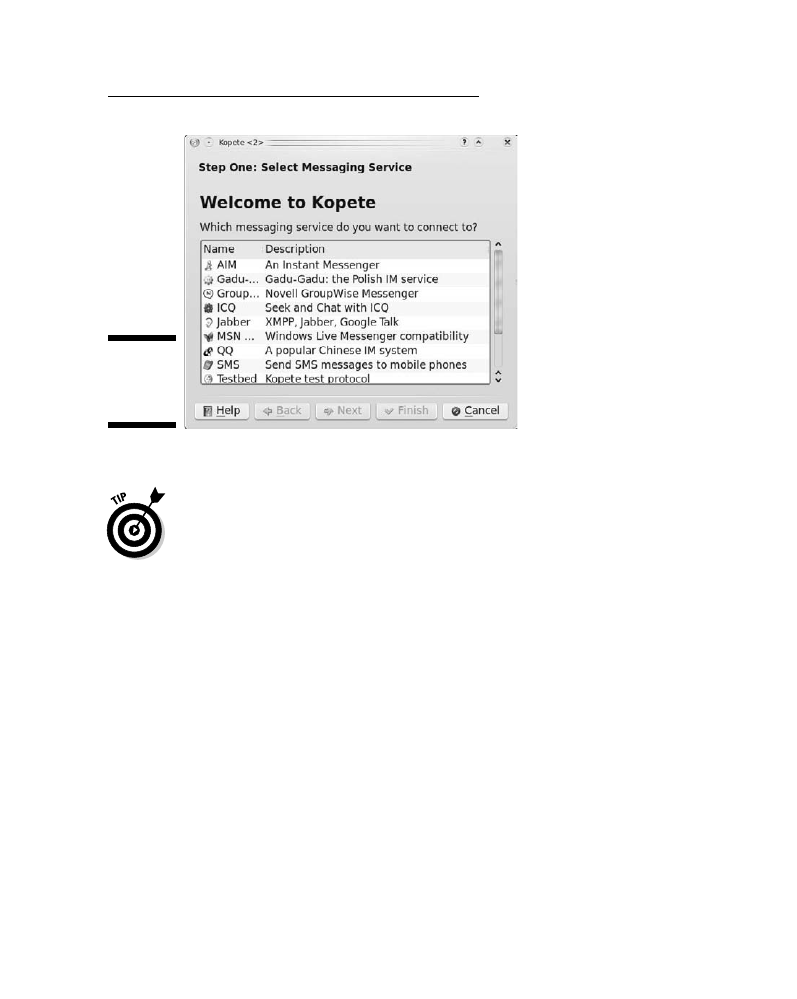 Kopete <2>
Step One: Select Messaging Service
Welcome to Kopete
Which messaging service do you want to connect to?
Name Description
AIM An Instant Messenger
Gadu-... Gadu-Gadu: the Polish IM service
Group... Novell GroupWise Messenger
ICQ Seek and Chat with ICQ
Jabber XMPP, Jabber, Google Talk
MSN ... Windows Live Messenger compatibility
QQ A popular Chinese IM system
SMS Send SMS messages to mobile phones
Testbed Kopete test protocol
Help Back Next Finish Cancel
TIP